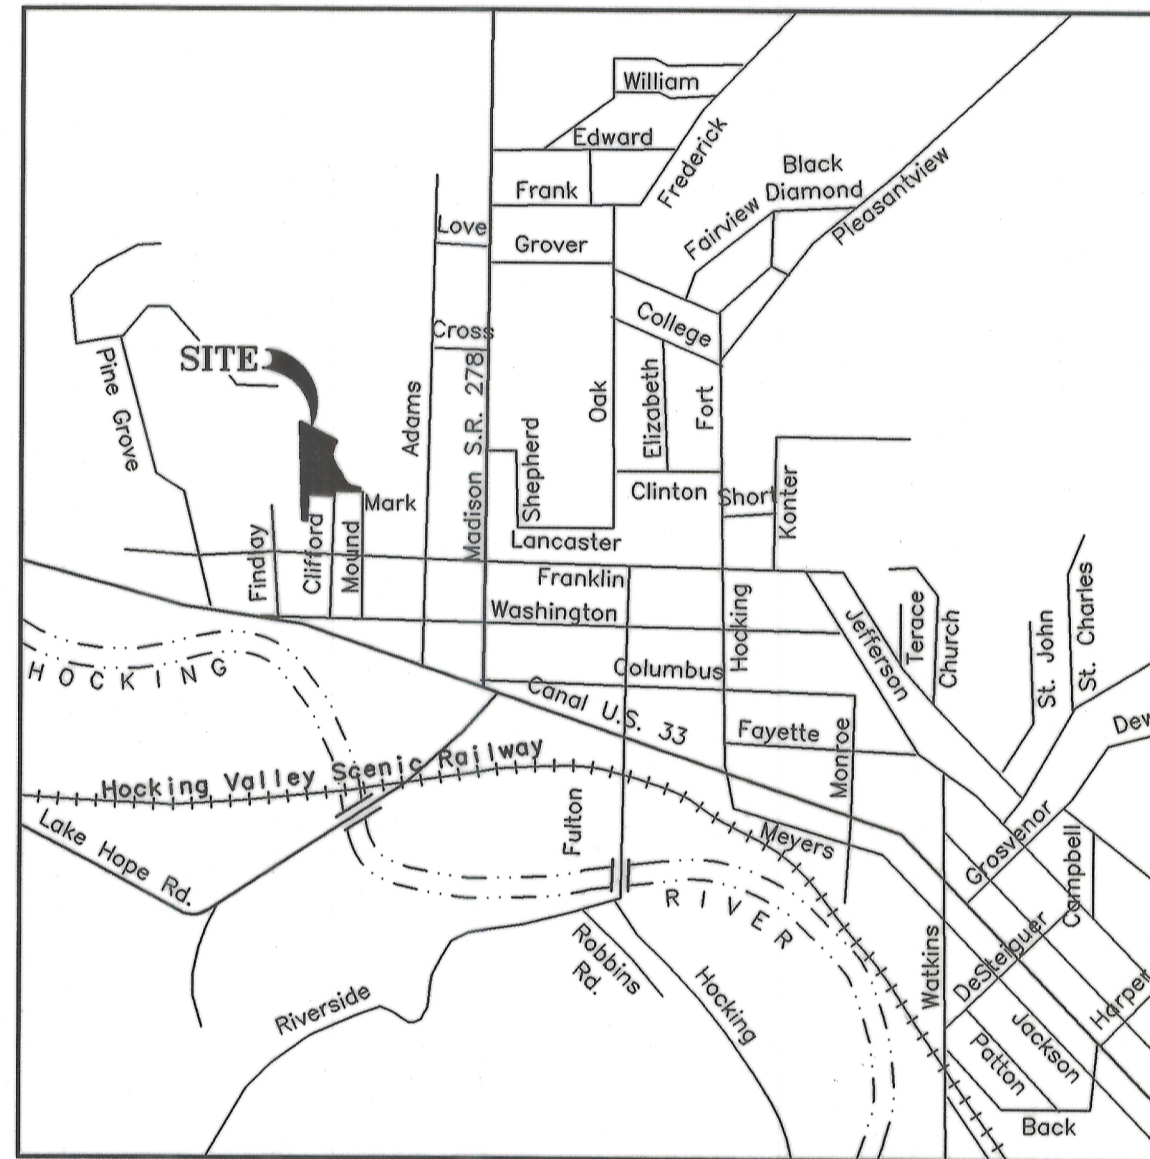 William
Edward
Frederick
Frank
Black
Diamond
Pleasantview
Fairview
Love
Grover
College
Cross
SITE
Pine Grove
Adams
Madison S.R. 278
Shepherd
Oak
Elizabeth
Fort
Clinton
Short
Konter
Mark
Findlay
Clifford
Mound
Lancaster
Franklin
Washington
Hocking
Columbus
Jefferson
Terace
Church
St. John
St. Charles
HOCKING
Canal U.S. 33
Fayette
Monroe
Dew
Hocking Valley Scenic Railway
Lake Hope Rd.
Fulton
Meyers
Grosvenor
Campbell
RIVER
Robbins
Rd.
Hocking
Riverside
Watkins
DeSteiguer
Harper
Jackson
Patton
Back